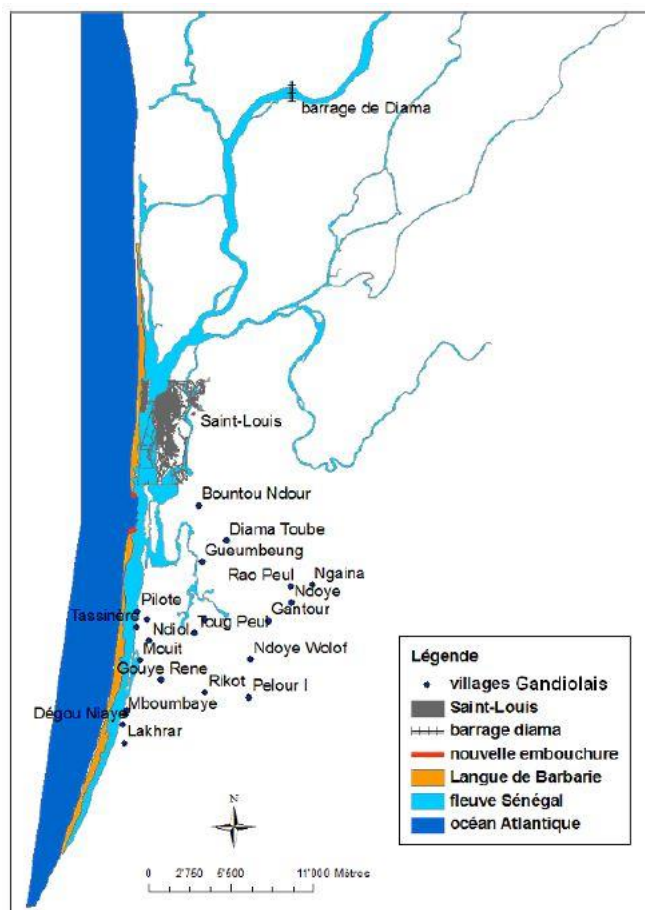 barrage de Diama
Saint-Louis
Bountou Ndour
Diama Toube
Gueumbeung
Rao Peul
Ngaina
Ndoye
Gantour
Pilote
Tassinère
Ndiol
Toug Peul
Mouit
Ndoye Wolof
Gouye Rene
Rikot
Pelour I
Mboumbaye
Dégou Niaye
Lakhrar
Légende
villages Gandiolais
Saint-Louis
barrage diama
nouvelle embouchure
Langue de Barbarie
fleuve Sénégal
océan Atlantique
N
0 2'750 5'500 11'000 Mètres